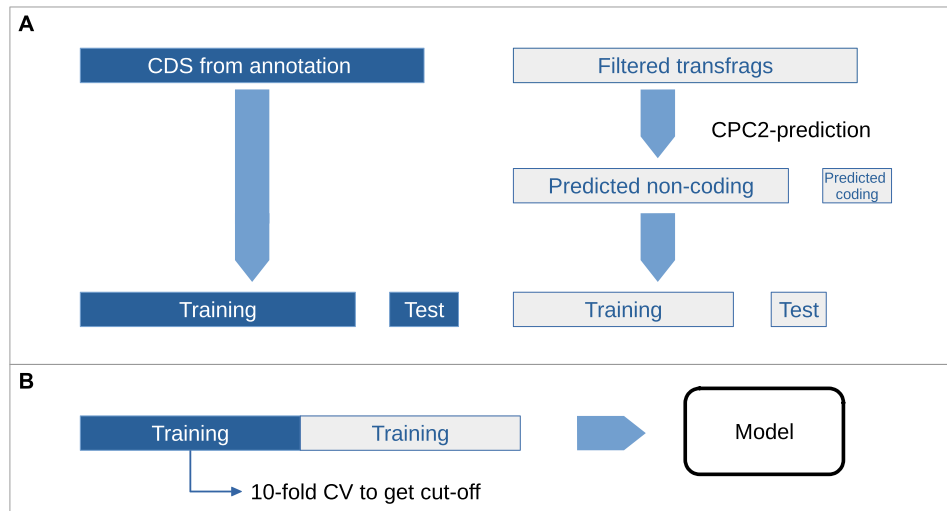 A
CDS from annotation
Filtered transfrags
CPC2-prediction
Predicted non-coding
Predicted
coding
Training
Test
Training
Test
B
Training
Training
Model
10-fold CV to get cut-off